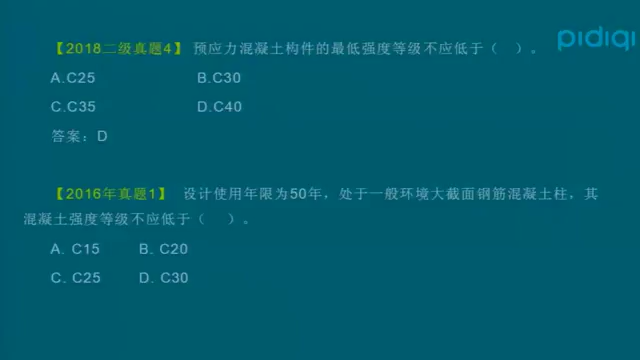 pidiqi
【2018二级真题4】 预应力混凝土构件的最低强度等级不应低于（ ）。
A.C25 B.C30
C.C35 D.C40
答案：D
【2016年真题1】 设计使用年限为50年，处于一般环境大截面钢筋混凝土柱，其
混凝土强度等级不应低于（ ）。
A. C15 B. C20
C. C25 D. C30